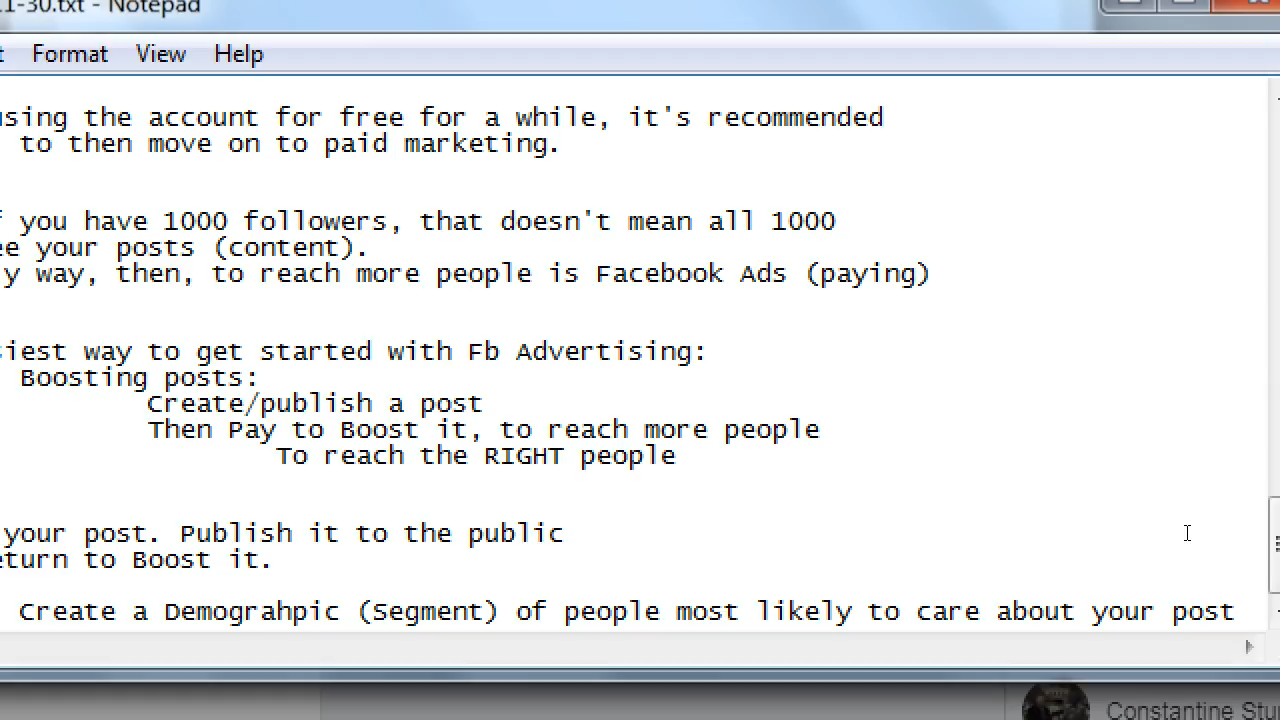 1-30.txt - Notepad
Format View Help
using the account for free for a while, it's recommended
to then move on to paid marketing.
you have 1000 followers, that doesn't mean all 1000
your posts (content).
way, then, to reach more people is Facebook Ads (paying)
way to get started with Fb Advertising:
Boosting posts:
Create/publish a post
Then Pay to Boost it, to reach more people
To reach the RIGHT people
your post. Publish it to the public
to Boost it.
Create a Demograhpic (Segment) of people most likely to care about your post
Constantine